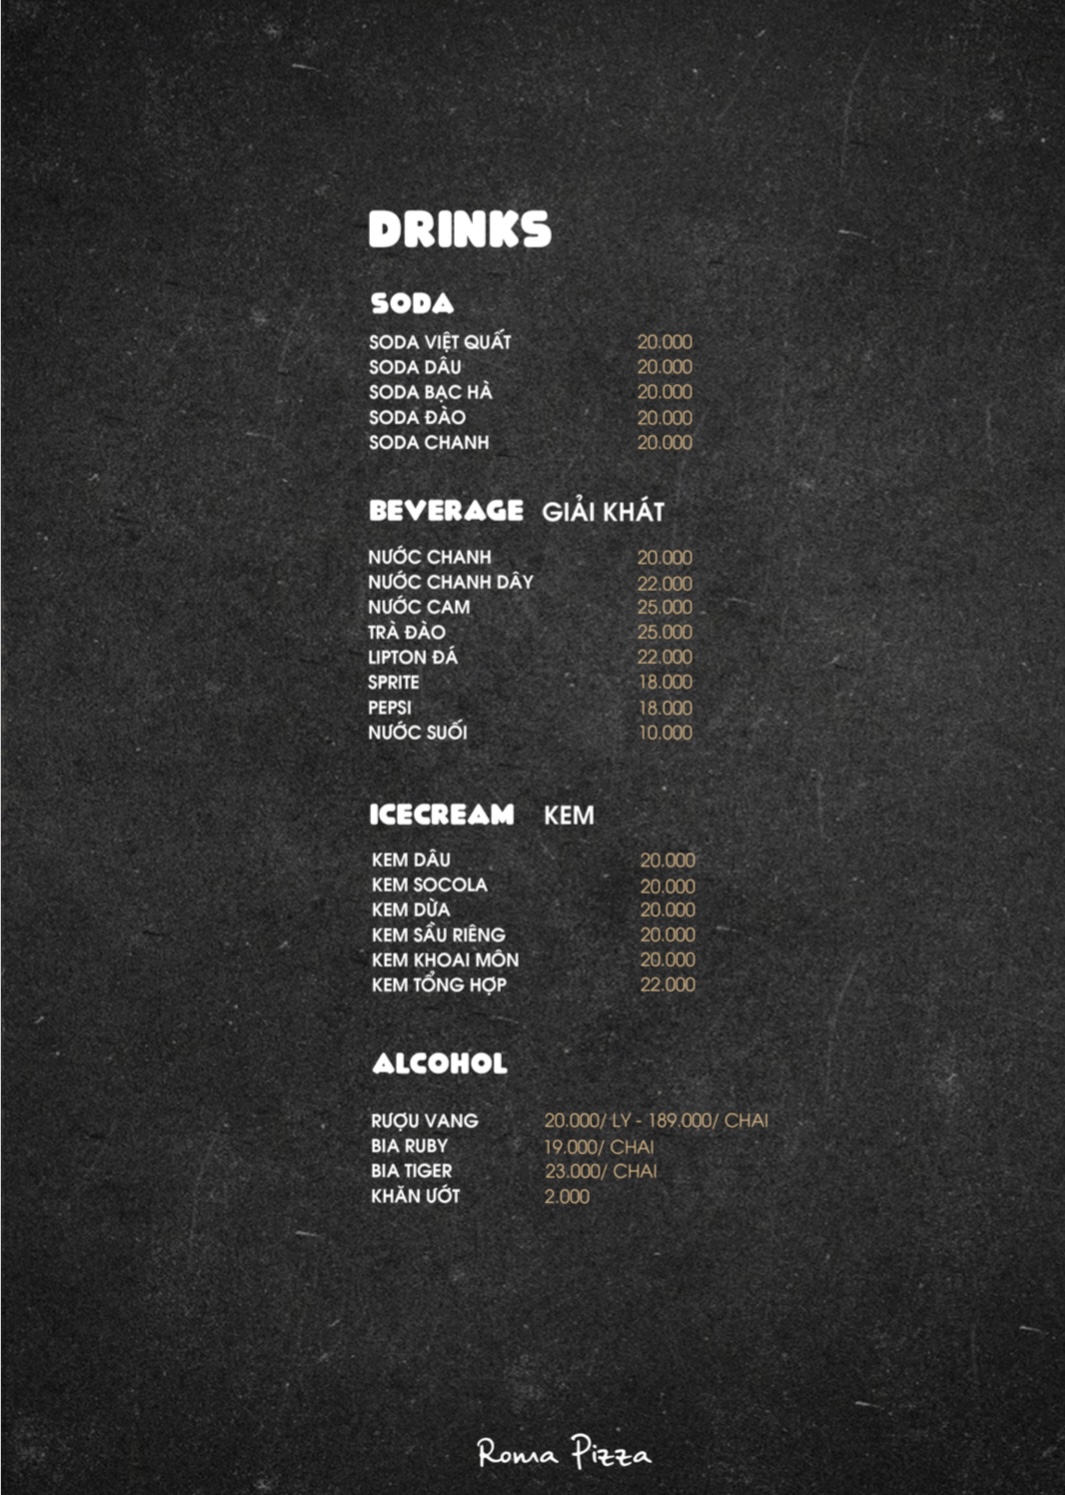 DRINKS
SODA
SODA VIỆT QUẤT 20.000
SODA DÂU 20.000
SODA BẠC HÀ 20.000
SODA ĐÀO 20.000
SODA CHANH 20.000
BEVERAGE GIẢI KHÁT
NƯỚC CHANH 20.000
NƯỚC CHANH DÂY 22.000
NƯỚC CAM 25.000
TRÀ ĐÀO 25.000
LIPTON ĐÁ 22.000
SPRITE 18.000
PEPSI 18.000
NƯỚC SUỐI 10.000
ICECREAM KEM
KEM DÂU 20.000
KEM SOCOLA 20.000
KEM DỪA 20.000
KEM SẦU RIÊNG 20.000
KEM KHOAI MÔN 20.000
KEM TỔNG HỢP 22.000
ALCOHOL
RƯỢU VANG 20.000/ LY - 189.000/ CHAI
BIA RUBY 19.000/ CHAI
BIA TIGER 23.000/ CHAI
KHĂN ƯỚT 2.000
Roma Pizza